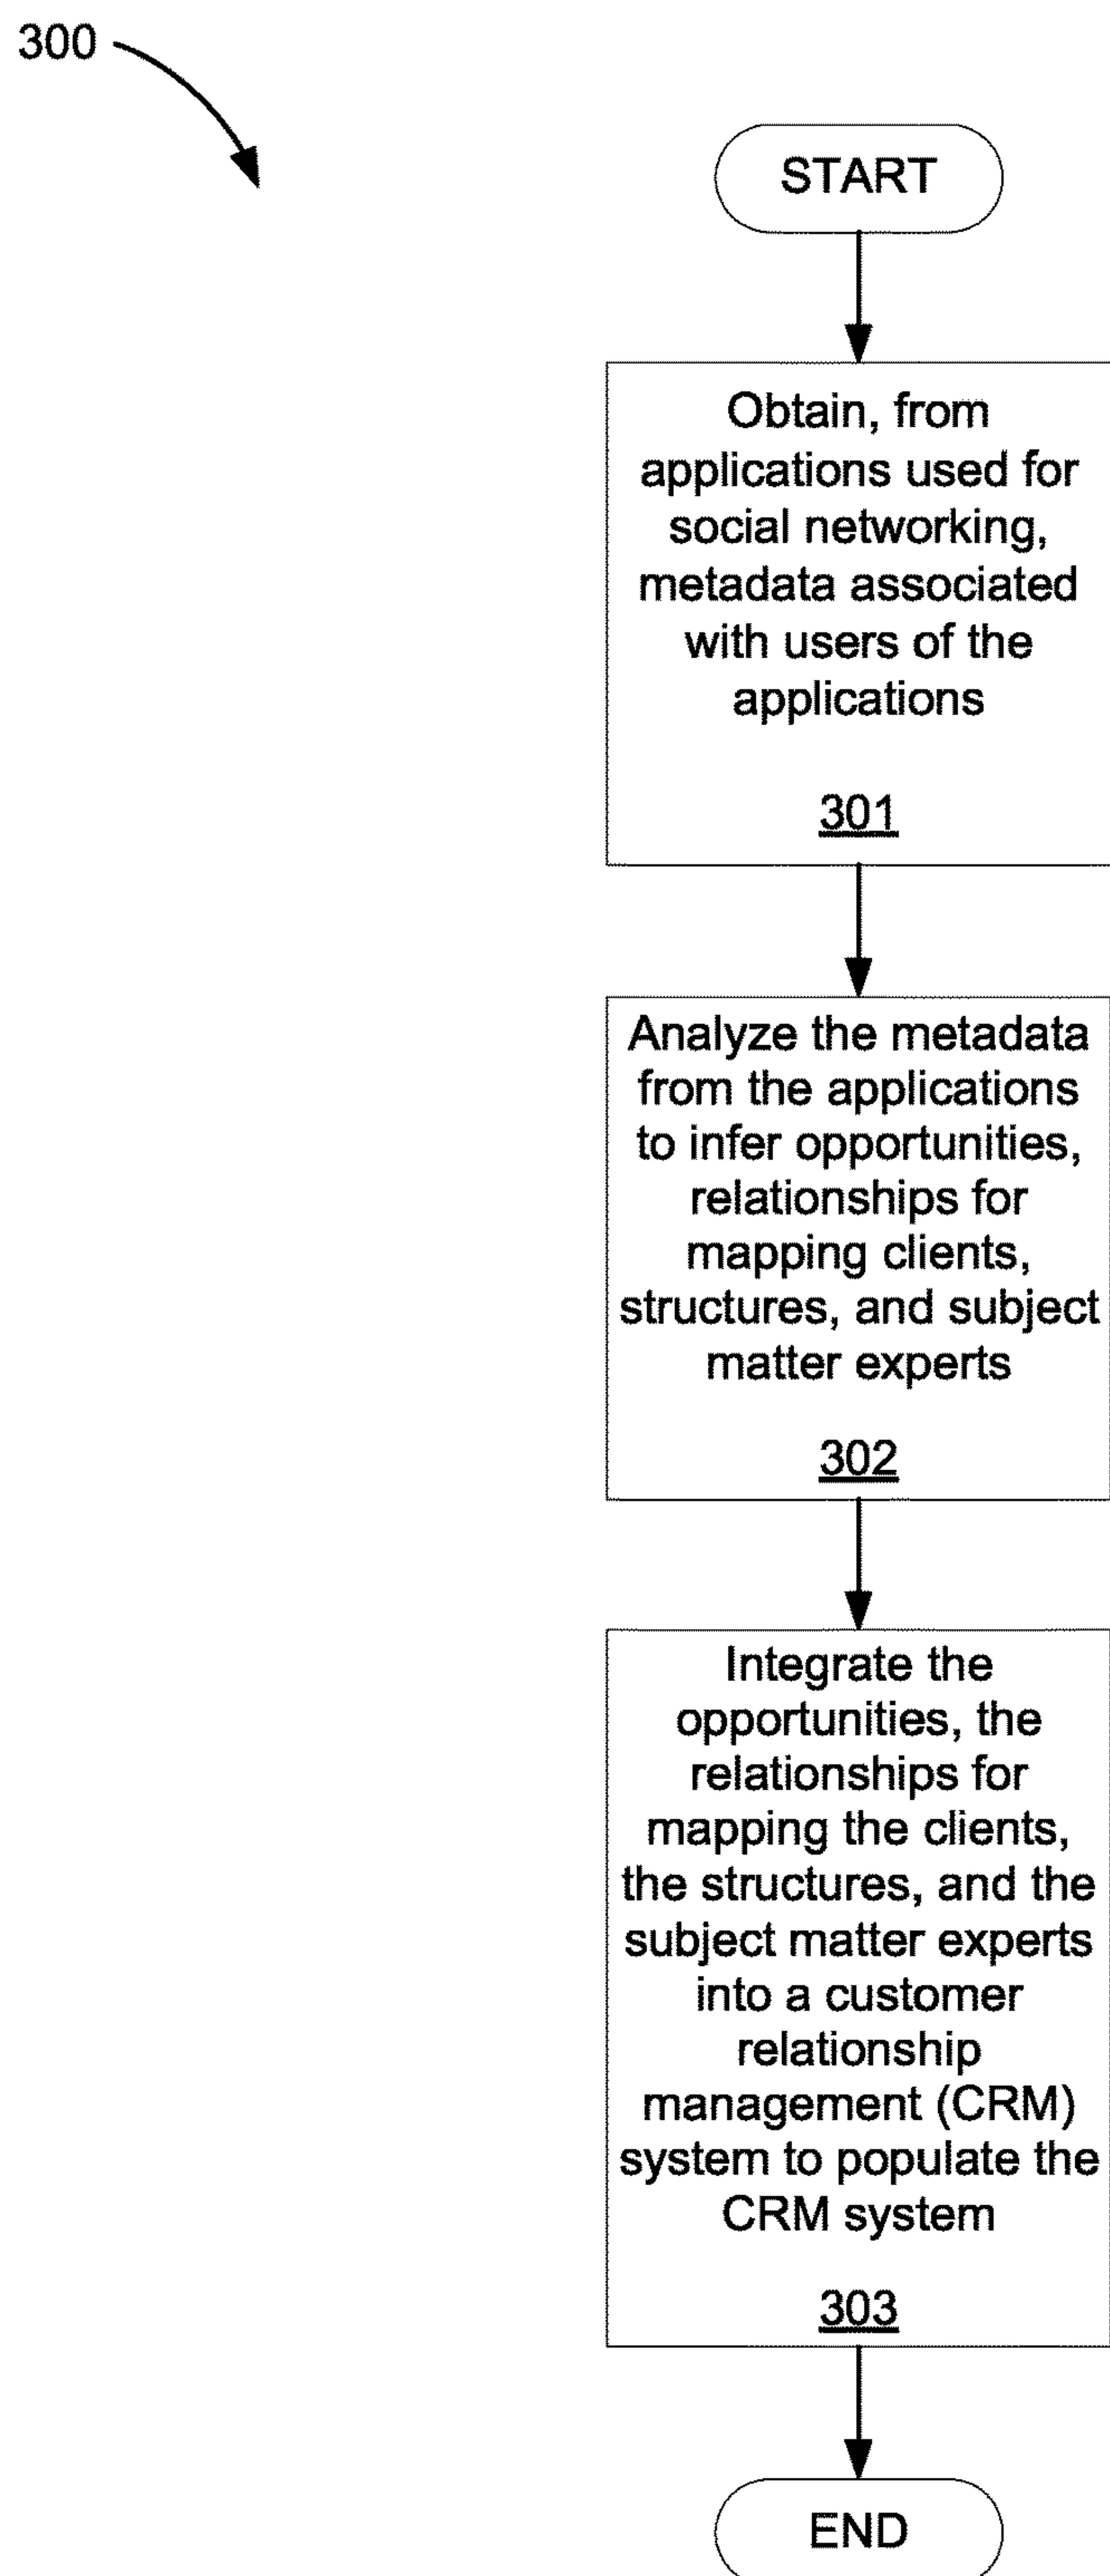 300
START
Obtain, from
applications used for
social networking,
metadata associated
with users of the
applications
301
Analyze the metadata
from the applications
to infer opportunities,
relationships for
mapping clients,
structures, and subject
matter experts
302
Integrate the
opportunities, the
relationships for
mapping the clients,
the structures, and the
subject matter experts
into a customer
relationship
management (CRM)
system to populate the
CRM system
303
END